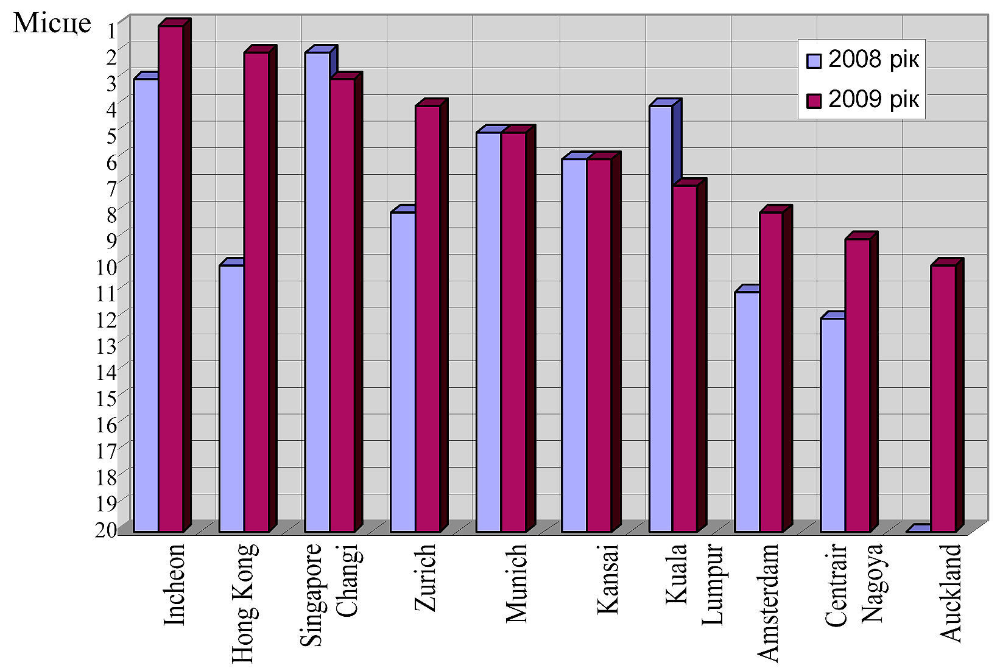 Місце
1
2
3
4
5
6
7
8
9
10
11
12
13
14
15
16
17
18
19
20
2008 рік
2009 рік
Incheon
Hong Kong
Singapore
Changi
Zurich
Munich
Kansai
Kuala
Lumpur
Amsterdam
Centrair
Nagoya
Auckland